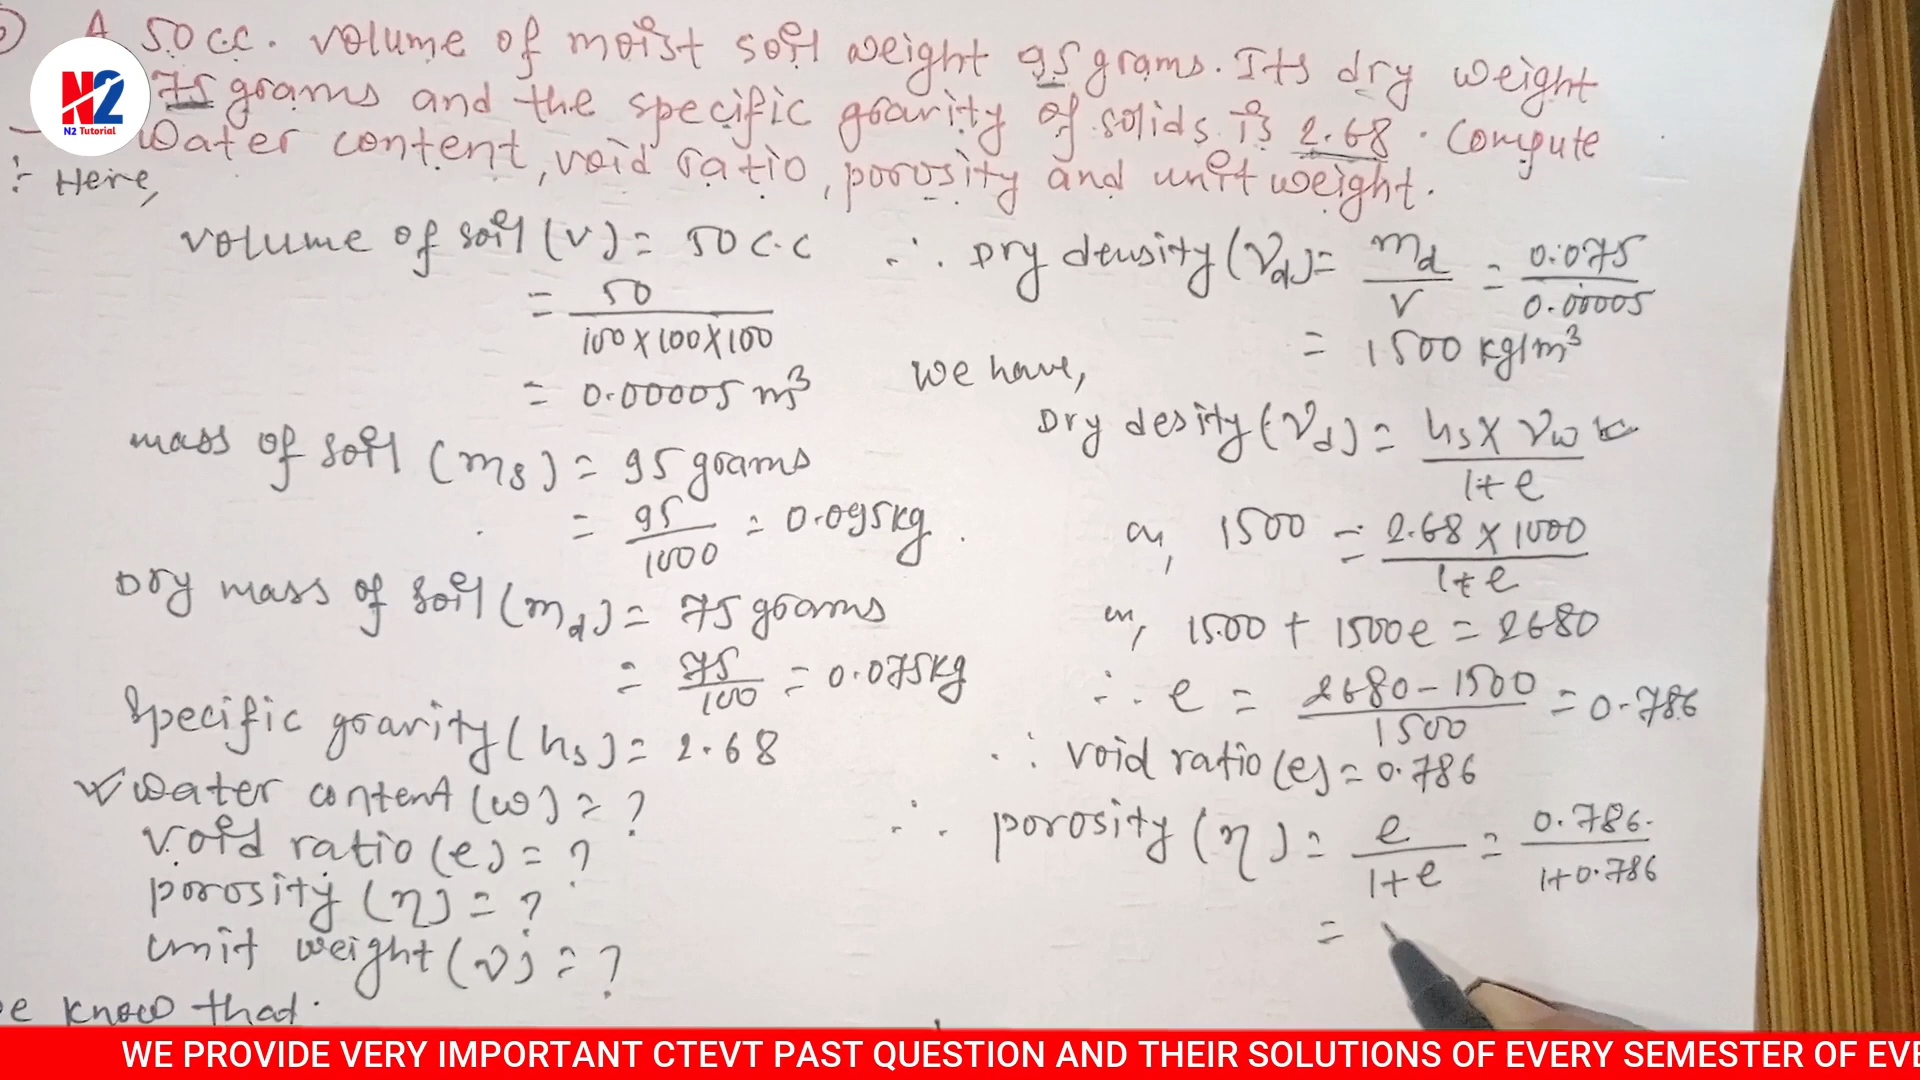 A 50 c.c. volume of moist soil weight 95 grams. Its dry weight
75 grams and the specific gravity of solids is 2.68. Compute
Water content, void ratio, porosity and unit weight.
N2
N2 Tutorial
Here,
volume of soil (v) = 50 c.c
= 50 / 100 x 100 x 100
= 0.00005 m³
mass of soil (ms) = 95 grams
= 95 / 1000 = 0.095 kg
Dry mass of soil (md) = 75 grams
= 75 / 100 = 0.075 kg
Specific gravity (hs) = 2.68
Water content (w) = ?
void ratio (e) = ?
porosity (η) = ?
unit weight (γ) = ?
e know that.
∴ Dry density (γd) = md / v = 0.075 / 0.00005
= 1500 kg/m³
we have,
Dry desity (γd) = hs x γw / 1+e
or, 1500 = 2.68 x 1000 / 1+e
or, 1500 + 1500e = 2680
∴ e = 2680 - 1500 / 1500 = 0.786
∴ void ratio (e) = 0.786
∴ porosity (η) = e / 1+e = 0.786 / 1+0.786
=
WE PROVIDE VERY IMPORTANT CTEVT PAST QUESTION AND THEIR SOLUTIONS OF EVERY SEMESTER OF EVE